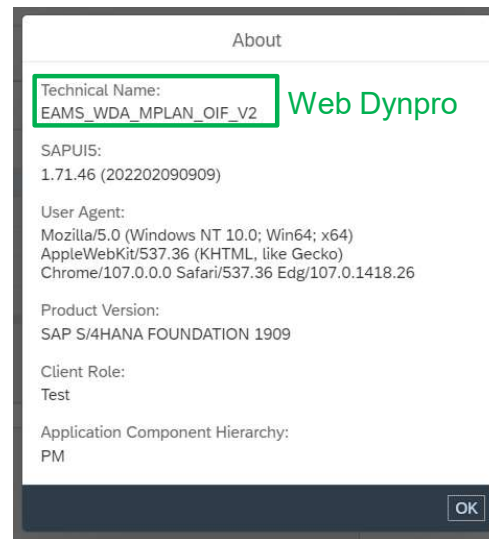 About
Technical Name:
EAMS_WDA_MPLAN_OIF_V2
Web Dynpro
SAPUI5:
1.71.46 (202202090909)
User Agent:
Mozilla/5.0 (Windows NT 10.0; Win64; x64)
AppleWebKit/537.36 (KHTML, like Gecko)
Chrome/107.0.0.0 Safari/537.36 Edg/107.0.1418.26
Product Version:
SAP S/4HANA FOUNDATION 1909
Client Role:
Test
Application Component Hierarchy:
PM
OK